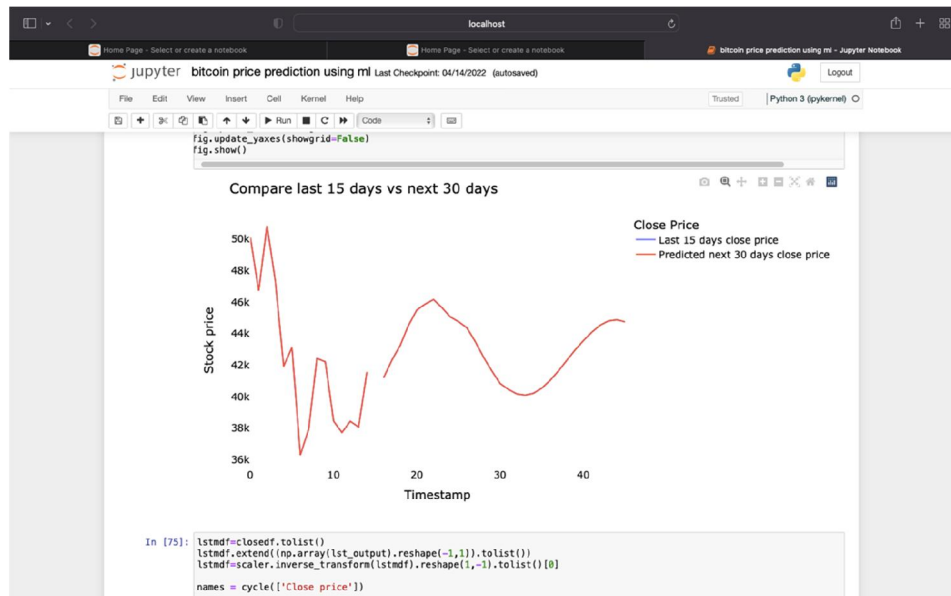 localhost
Home Page - Select or create a notebook
Home Page - Select or create a notebook
bitcoin price prediction using ml - Jupyter Notebook
jupyter bitcoin price prediction using ml Last Checkpoint: 04/14/2022 (autosaved)
Logout
File Edit View Insert Cell Kernel Help
Trusted
Python 3 (ipykernel)
Run
Code
fig.update_yaxes(showgrid=False)
fig.show()
Compare last 15 days vs next 30 days
Close Price
Last 15 days close price
Predicted next 30 days close price
50k
48k
46k
44k
42k
40k
38k
36k
Stock price
0 10 20 30 40
Timestamp
In [75]: lstmdf=closedf.tolist()
lstmdf.extend((np.array(lst_output).reshape(-1,1)).tolist())
lstmdf=scaler.inverse_transform(lstmdf).reshape(1,-1).tolist()[0]
names = cycle(['Close price'])